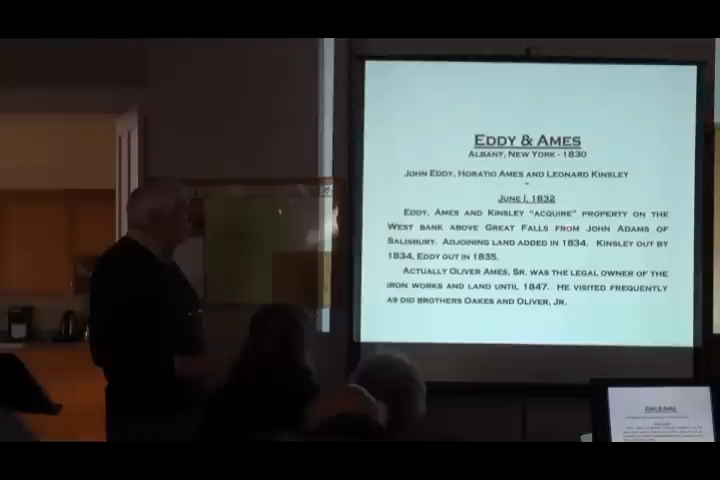 EDDY & AMES
ALBANY, NEW YORK - 1830
JOHN EDDY, HORATIO AMES AND LEONARD KINSLEY
-
JUNE 1, 1832
EDDY, AMES AND KINSLEY "ACQUIRE" PROPERTY ON THE
WEST BANK ABOVE GREAT FALLS FROM JOHN ADAMS OF
SALISBURY. ADJOINING LAND ADDED IN 1834. KINSLEY OUT BY
1834, EDDY OUT IN 1835.
ACTUALLY OLIVER AMES, SR. WAS THE LEGAL OWNER OF THE
IRON WORKS AND LAND UNTIL 1847. HE VISITED FREQUENTLY
AS DID BROTHERS OAKES AND OLIVER, JR.
EDDY & AMES